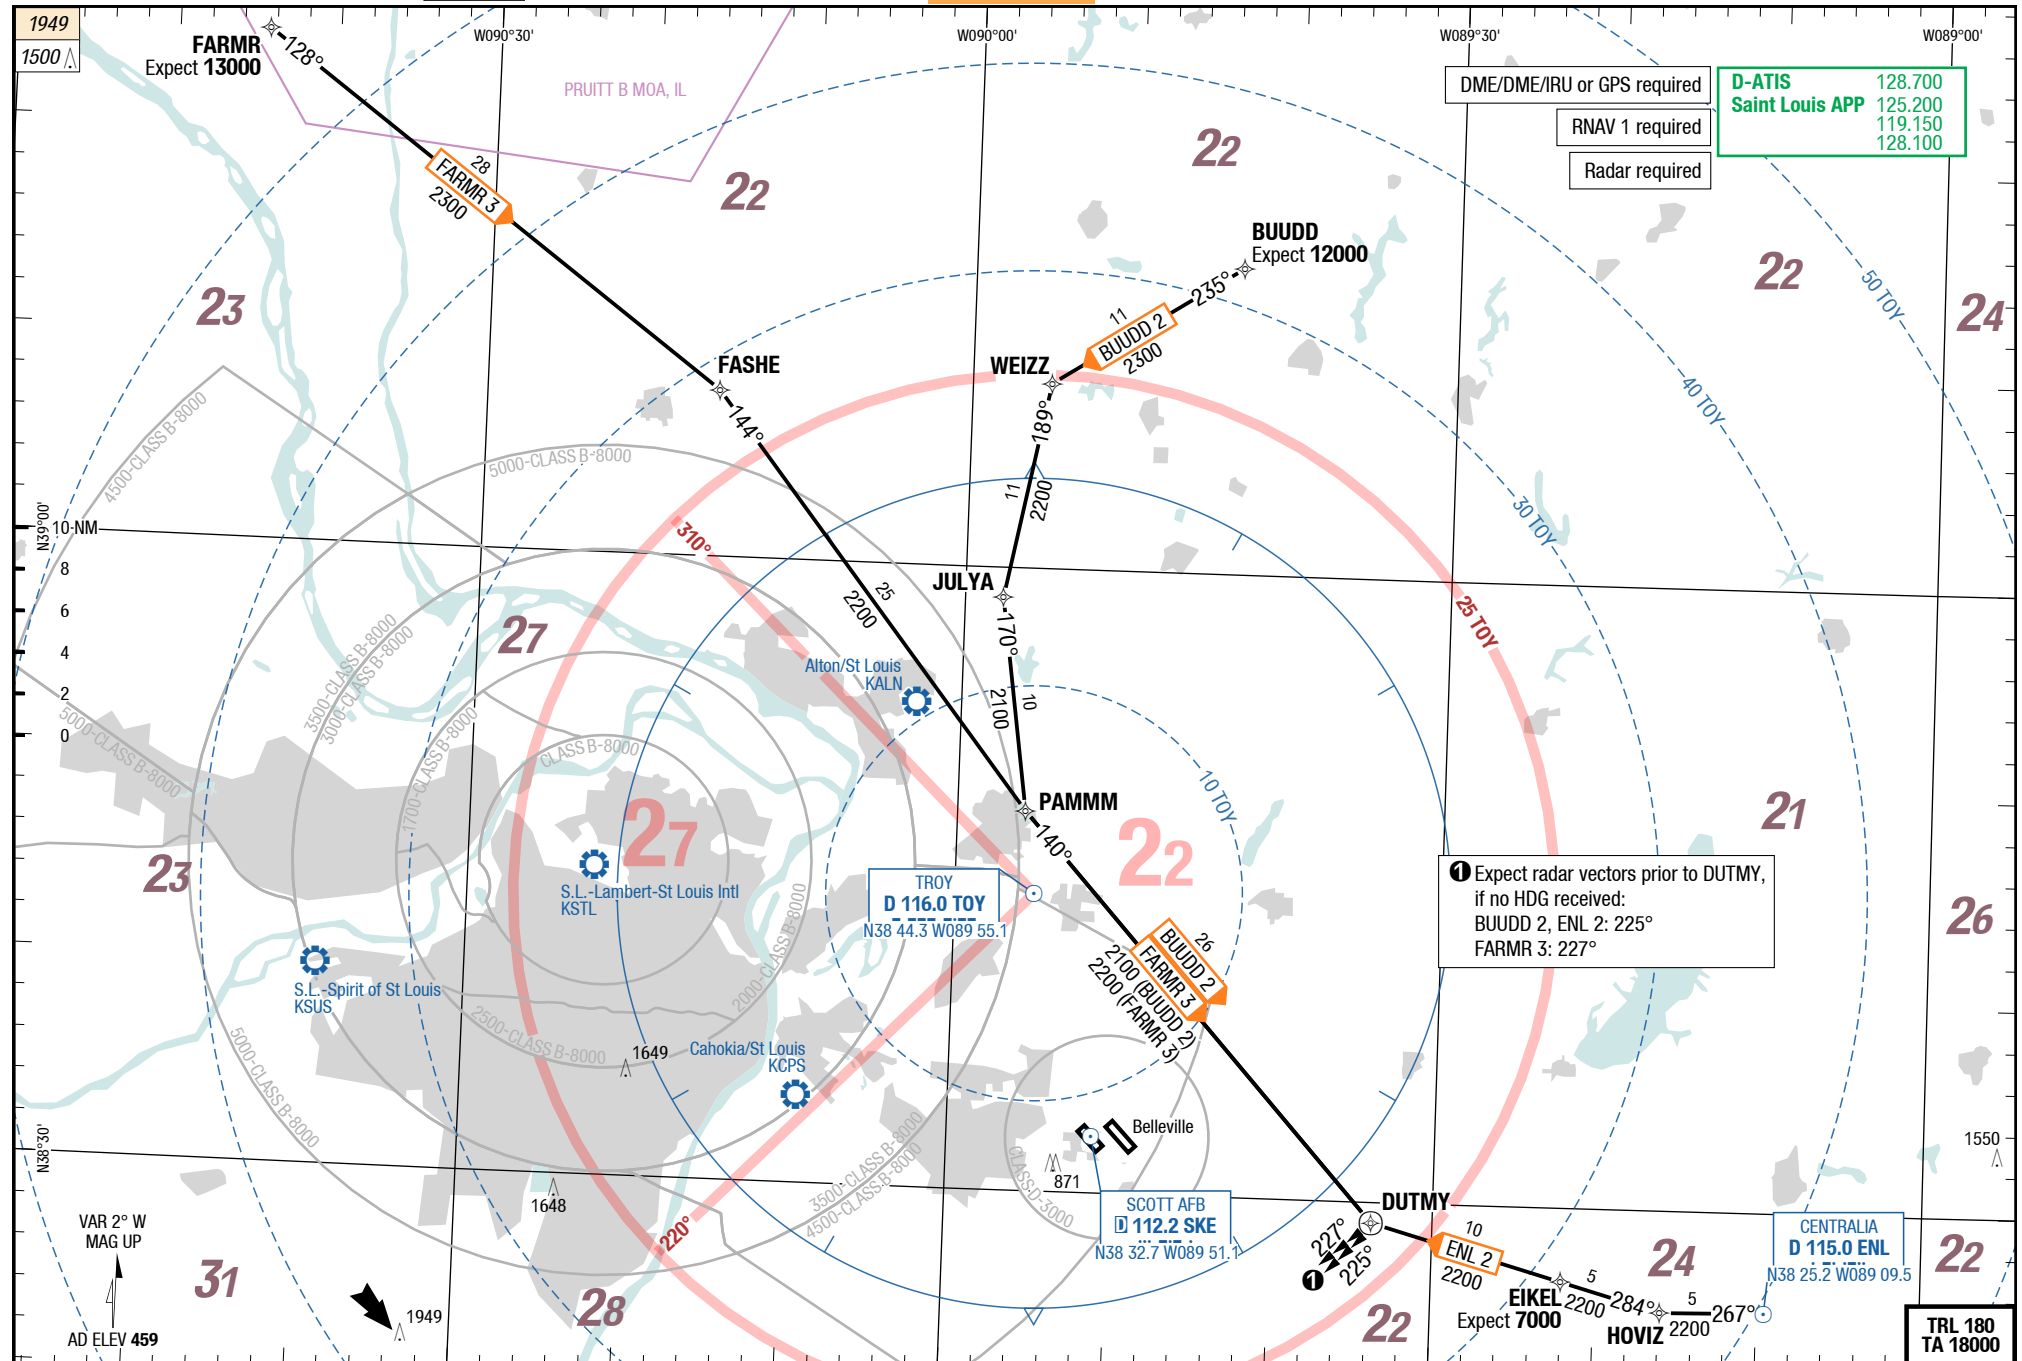 1949
1500
FARMR
Expect 13000
128°
W090°30'
W090°00'
W089°30'
W089°00'
PRUITT B MOA, IL
DME/DME/IRU or GPS required
RNAV 1 required
Radar required
D-ATIS 128.700
Saint Louis APP 125.200
119.150
128.100
28
FARMR 3
2300
22
22
22
23
24
BUUDD
Expect 12000
235°
11
BUUDD 2
2300
50 TOY
40 TOY
30 TOY
25 TOY
10 TOY
FASHE
144°
WEIZZ
189°
11
2200
4500-CLASS B-8000
5000-CLASS B-8000
N39°00'
10 NM
8
6
4
2
0
310°
25
2200
JULYA
170°
10
2100
27
3500-CLASS B-8000
3000-CLASS B-8000
Alton/St Louis
KALN
5000-CLASS B-8000
1700-CLASS B-8000
CLASS B-8000
PAMMM
140°
27
22
21
23
26
S.L.-Lambert-St Louis Intl
KSTL
TROY
D 116.0 TOY
N38 44.3 W089 55.1
1 Expect radar vectors prior to DUTMY,
if no HDG received:
BUUDD 2, ENL 2: 225°
FARMR 3: 227°
26
BUUDD 2
FARMR 3
2100 (BUUDD 2)
2200 (FARMR 3)
S.L.-Spirit of St Louis
KSUS
2000-CLASS B-8000
2500-CLASS B-8000
5000-CLASS B-8000
1649
Cahokia/St Louis
KCPS
Belleville
871
1550
N38°30'
3500-CLASS B-8000
4500-CLASS B-8000
CLASS-D-3000
1648
220°
SCOTT AFB
D 112.2 SKE
N38 32.7 W089 51.1
DUTMY
227°
225°
1
10
ENL 2
2200
CENTRALIA
D 115.0 ENL
N38 25.2 W089 09.5
24
22
22
VAR 2° W
MAG UP
31
28
1949
AD ELEV 459
EIKEL
Expect 7000
5
2200
284°
HOVIZ
5
2200
267°
TRL 180
TA 18000